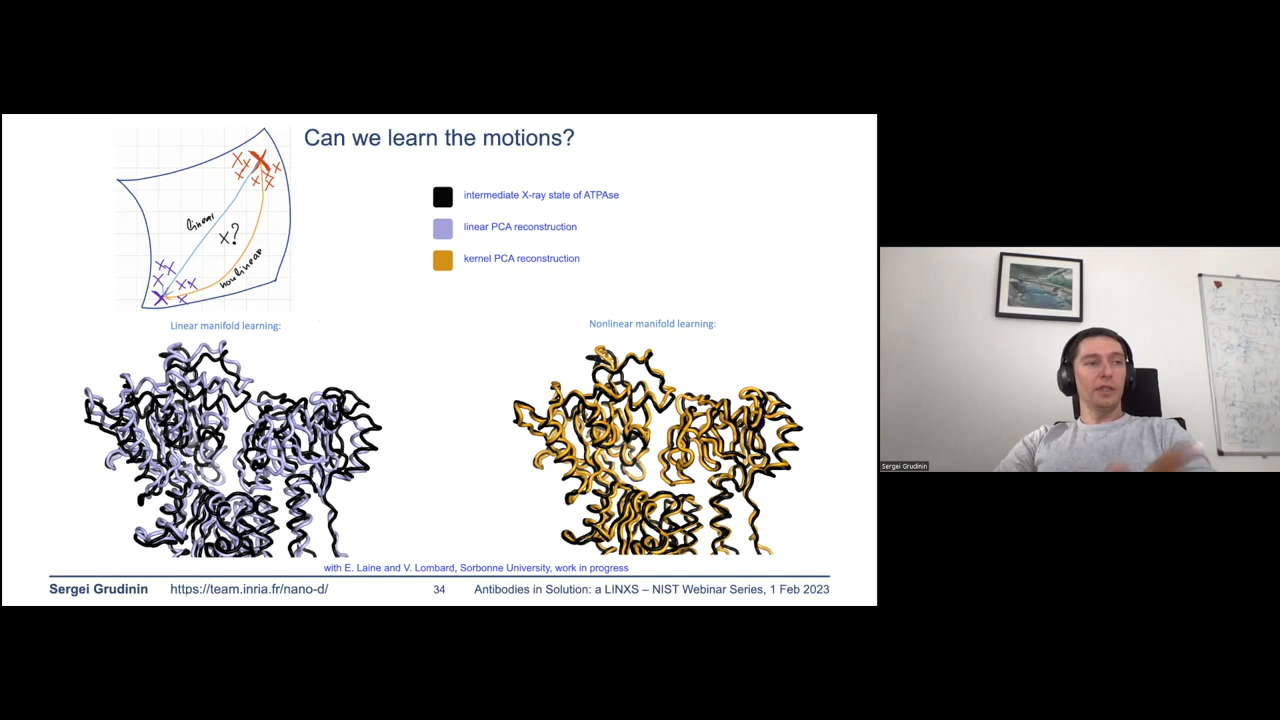 Can we learn the motions?
linear
x?
nonlinear
intermediate X-ray state of ATPAse
linear PCA reconstruction
kernel PCA reconstruction
Linear manifold learning:
Nonlinear manifold learning:
with E. Laine and V. Lombard, Sorbonne University, work in progress
Sergei Grudinin https://team.inria.fr/nano-d/ 34 Antibodies in Solution: a LINXS – NIST Webinar Series, 1 Feb 2023
Sergei Grudinin